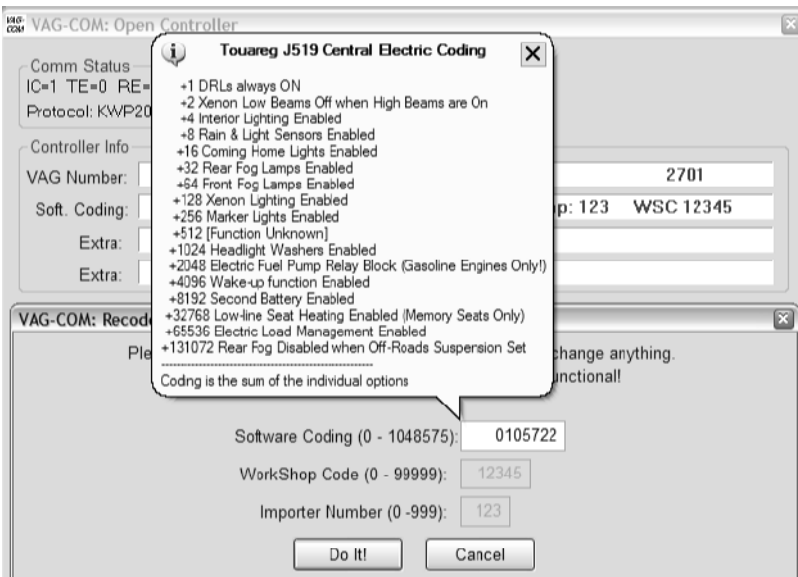 VAG-COM: Open Controller
Touareg J519 Central Electric Coding
+1 DRLs always ON
+2 Xenon Low Beams Off when High Beams are On
+4 Interior Lighting Enabled
+8 Rain & Light Sensors Enabled
+16 Coming Home Lights Enabled
+32 Rear Fog Lamps Enabled
+64 Front Fog Lamps Enabled
+128 Xenon Lighting Enabled
+256 Marker Lights Enabled
+512 [Function Unknown]
+1024 Headlight Washers Enabled
+2048 Electric Fuel Pump Relay Block (Gasoline Engines Only!)
+4096 Wake-up function Enabled
+8192 Second Battery Enabled
+32768 Low-line Seat Heating Enabled (Memory Seats Only)
+65536 Electric Load Management Enabled
+131072 Rear Fog Disabled when Off-Roads Suspension Set
Coding is the sum of the individual options
Comm Status
IC=1 TE=0 RE=
Protocol: KWP20
Controller Info
VAG Number: 2701
Soft. Coding: p: 123 WSC 12345
Extra:
Extra:
VAG-COM: Recod
Ple change anything.
unctional!
Software Coding (0 - 1048575): 0105722
WorkShop Code (0 - 99999): 12345
Importer Number (0 -999): 123
Do It! Cancel